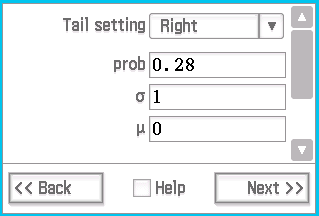 Tail setting Right
prob 0.28
σ 1
μ 0
<< Back Help Next >>